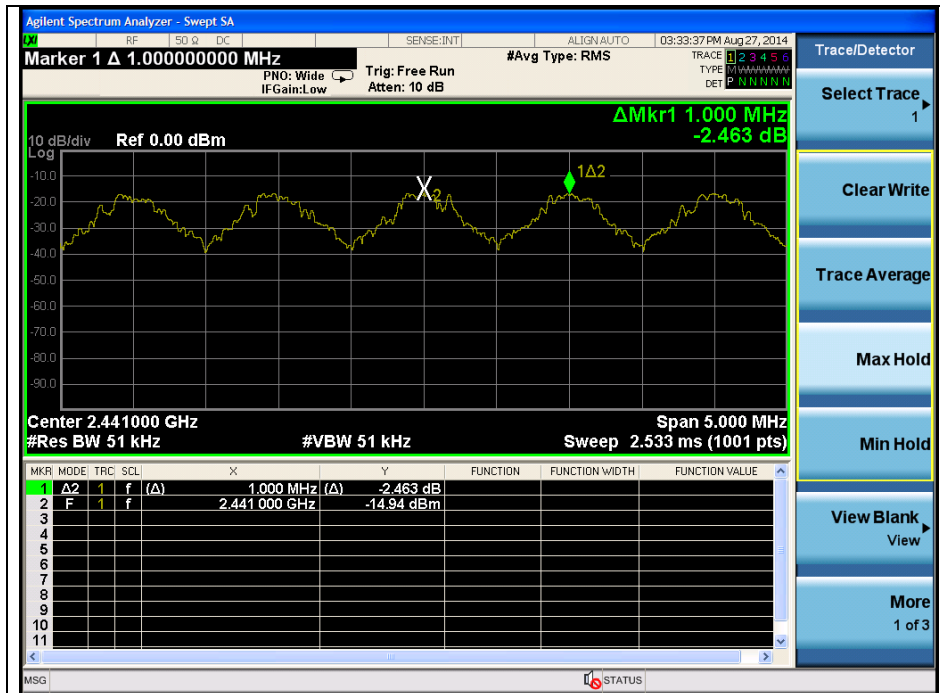 Agilent Spectrum Analyzer - Swept SA
LXI RF 50 Ω DC SENSE:INT ALIGN AUTO 03:33:37 PM Aug 27, 2014
Marker 1 Δ 1.000000000 MHz
PNO: Wide
IFGain:Low
Trig: Free Run
Atten: 10 dB
#Avg Type: RMS
TRACE 1 2 3 4 5 6
TYPE M
DET P N N N N N
ΔMkr1 1.000 MHz
-2.463 dB
10 dB/div Ref 0.00 dBm
Log
-10.0
-20.0
-30.0
-40.0
-50.0
-60.0
-70.0
-80.0
-90.0
X2
1Δ2
Center 2.441000 GHz Span 5.000 MHz
#Res BW 51 kHz #VBW 51 kHz Sweep 2.533 ms (1001 pts)
MKR MODE TRC SCL X Y FUNCTION FUNCTION WIDTH FUNCTION VALUE
1 Δ2 1 f (Δ) 1.000 MHz (Δ) -2.463 dB
2 F 1 f 2.441 000 GHz -14.94 dBm
3
4
5
6
7
8
9
10
11
MSG STATUS
Trace/Detector
Select Trace
1
Clear Write
Trace Average
Max Hold
Min Hold
View Blank
View
More
1 of 3